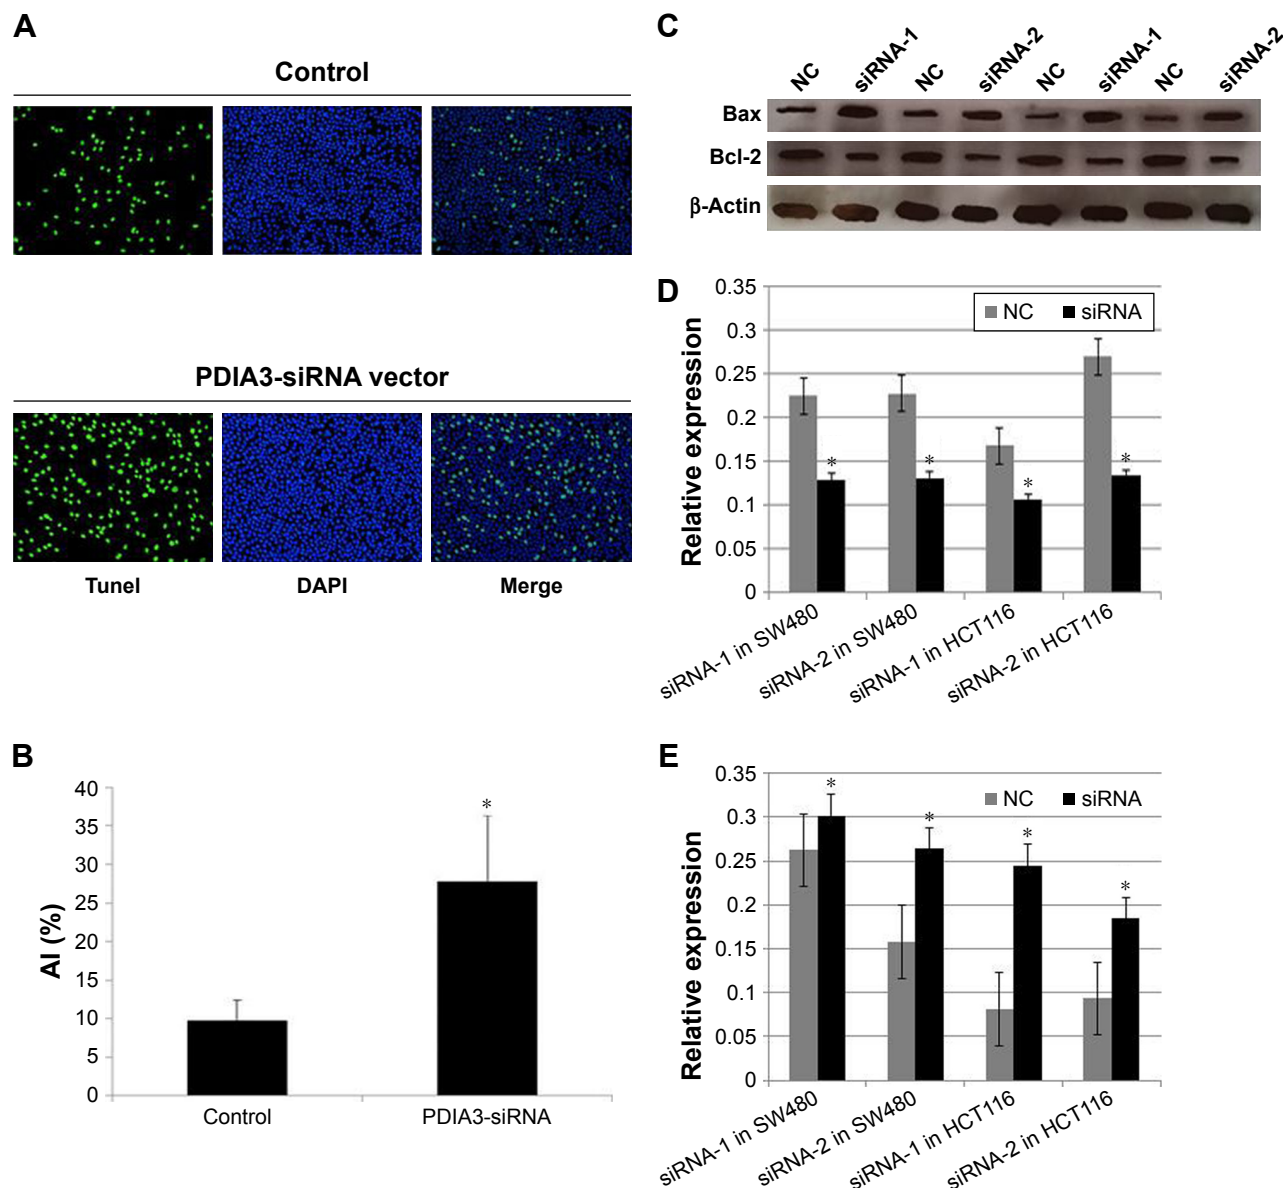 A
Control
PDIA3-siRNA vector
Tunel DAPI Merge
B
AI (%)
40
35
30
25
20
15
10
5
0
*
Control PDIA3-siRNA
C
NC siRNA-1 NC siRNA-2 NC siRNA-1 NC siRNA-2
Bax
Bcl-2
β-Actin
D
Relative expression
0.35
0.3
0.25
0.2
0.15
0.1
0.05
0
NC siRNA
* * * *
siRNA-1 in SW480
siRNA-2 in SW480
siRNA-1 in HCT116
siRNA-2 in HCT116
E
Relative expression
0.35
0.3
0.25
0.2
0.15
0.1
0.05
0
NC siRNA
* * * *
siRNA-1 in SW480
siRNA-2 in SW480
siRNA-1 in HCT116
siRNA-2 in HCT116